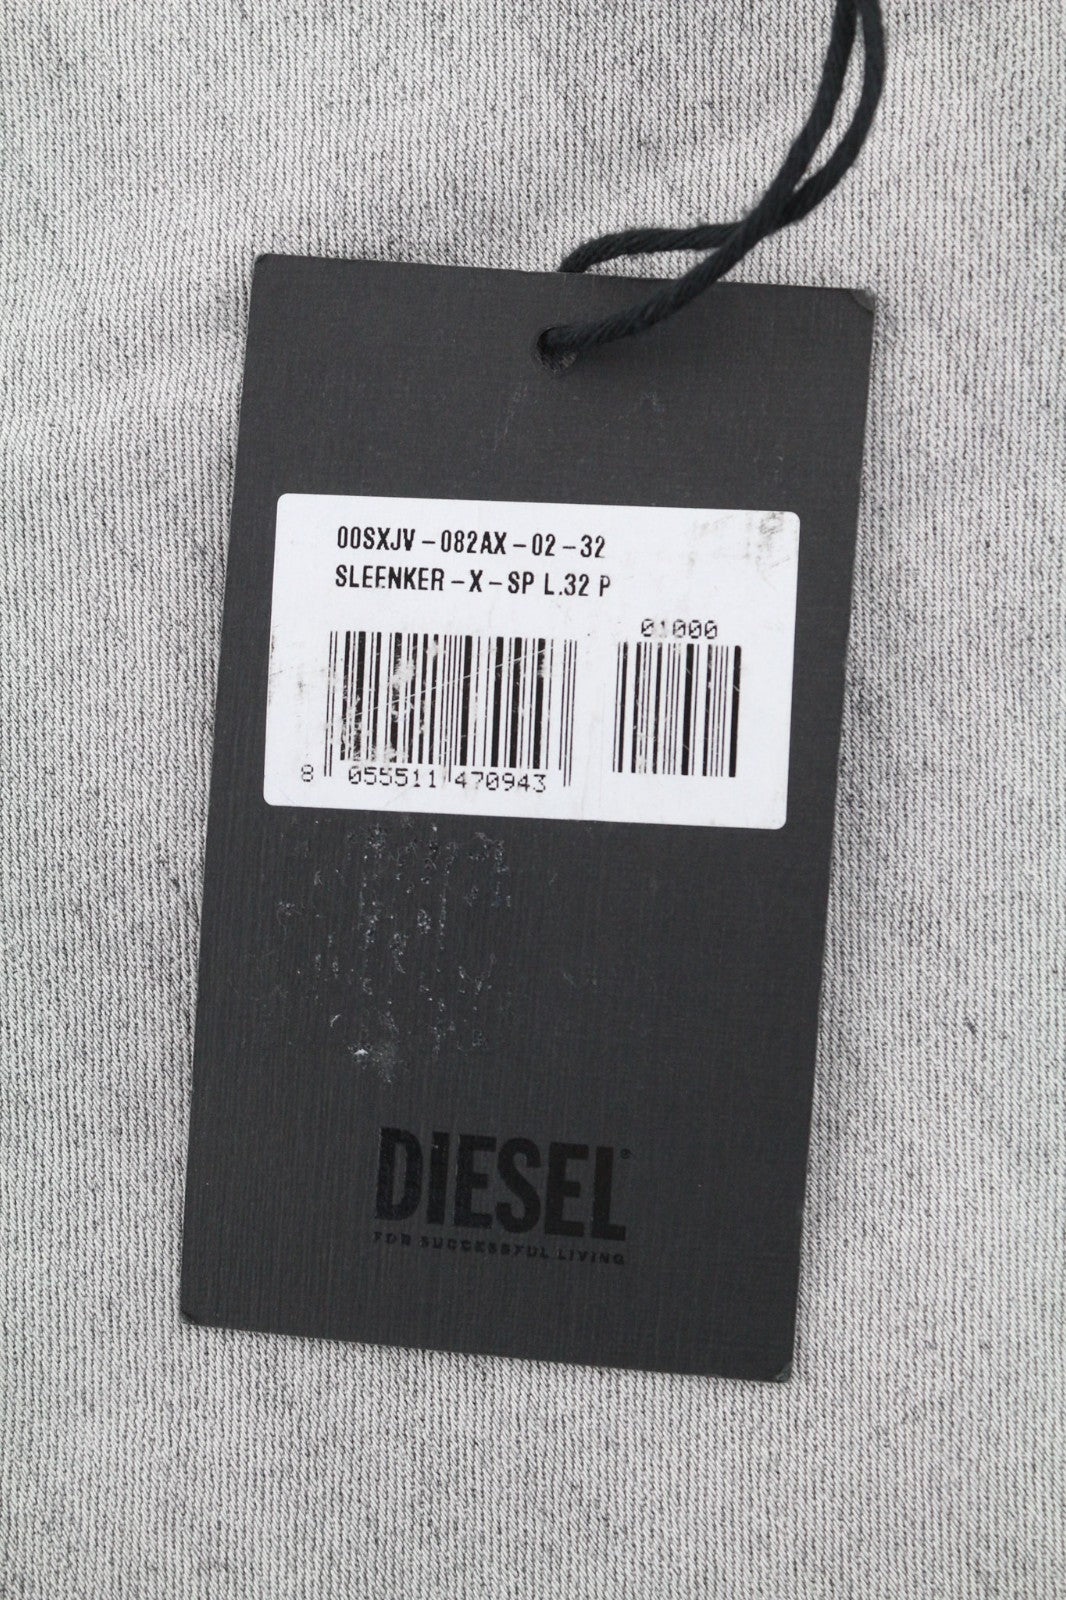 00SXJV-082AX-02-32
SLEENKER-X-SP L.32 P
01000
8 055511 470943
DIESEL®
FOR SUCCESSFUL LIVING